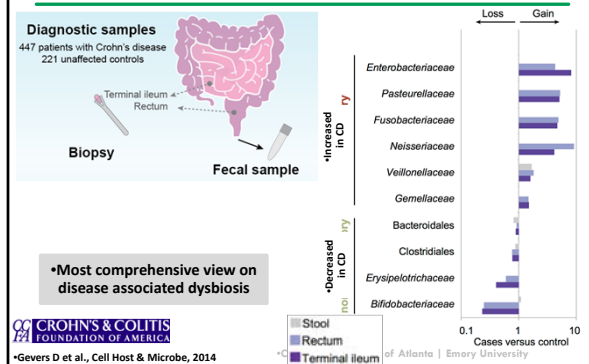 Diagnostic samples
447 patients with Crohn's disease
221 unaffected controls
Terminal ileum
Rectum
Biopsy
Fecal sample
•Most comprehensive view on
disease associated dysbiosis
CROHN'S & COLITIS
FOUNDATION OF AMERICA
•Gevers D et al., Cell Host & Microbe, 2014
Loss
Gain
•Increased
in CD
ry
Enterobacteriaceae
Pasteurellaceae
Fusobacteriaceae
Neisseriaceae
Veillonellaceae
Gemellaceae
•Decreased
in CD
Bacteroidales
Clostridiales
Erysipelotrichaceae
Bifidobacteriaceae
0.1
1
10
Cases versus control
Stool
Rectum
Terminal ileum
of Atlanta | Emory University